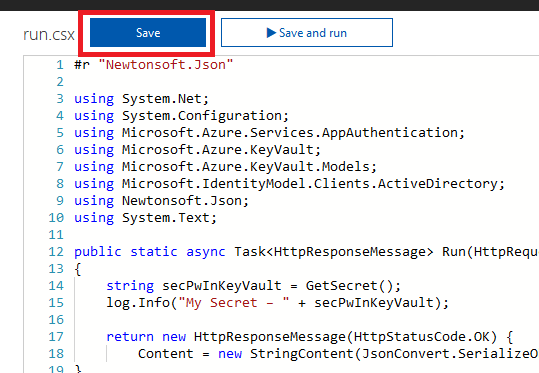 run.csx Save Save and run
1 #r "Newtonsoft.Json"
2
3 using System.Net;
4 using System.Configuration;
5 using Microsoft.Azure.Services.AppAuthentication;
6 using Microsoft.Azure.KeyVault;
7 using Microsoft.Azure.KeyVault.Models;
8 using Microsoft.IdentityModel.Clients.ActiveDirectory;
9 using Newtonsoft.Json;
10 using System.Text;
11
12 public static async Task<HttpResponseMessage> Run(HttpReque
13 {
14 string secPwInKeyVault = GetSecret();
15 log.Info("My Secret - " + secPwInKeyVault);
16
17 return new HttpResponseMessage(HttpStatusCode.OK) {
18 Content = new StringContent(JsonConvert.SerializeO
19 }